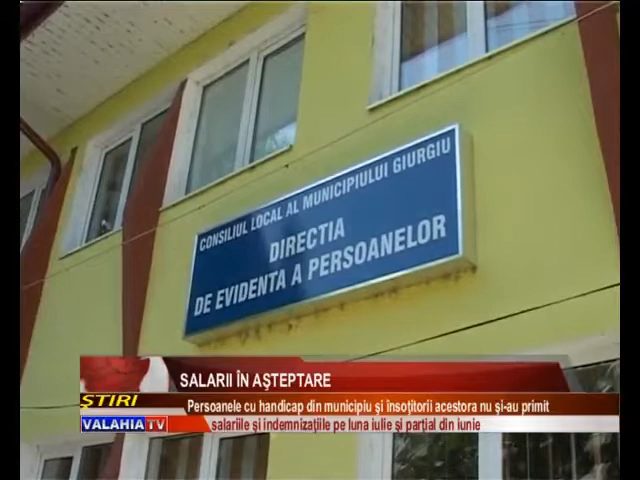 CONSILIUL LOCAL AL MUNICIPIULUI GIURGIU
DIRECTIA
DE EVIDENTA A PERSOANELOR
SALARII ÎN AŞTEPTARE
ŞTIRI
Persoanele cu handicap din municipiu şi însoţitorii acestora nu şi-au primit
VALAHIA TV
salariile şi indemnizaţiile pe luna iulie şi parţial din iunie